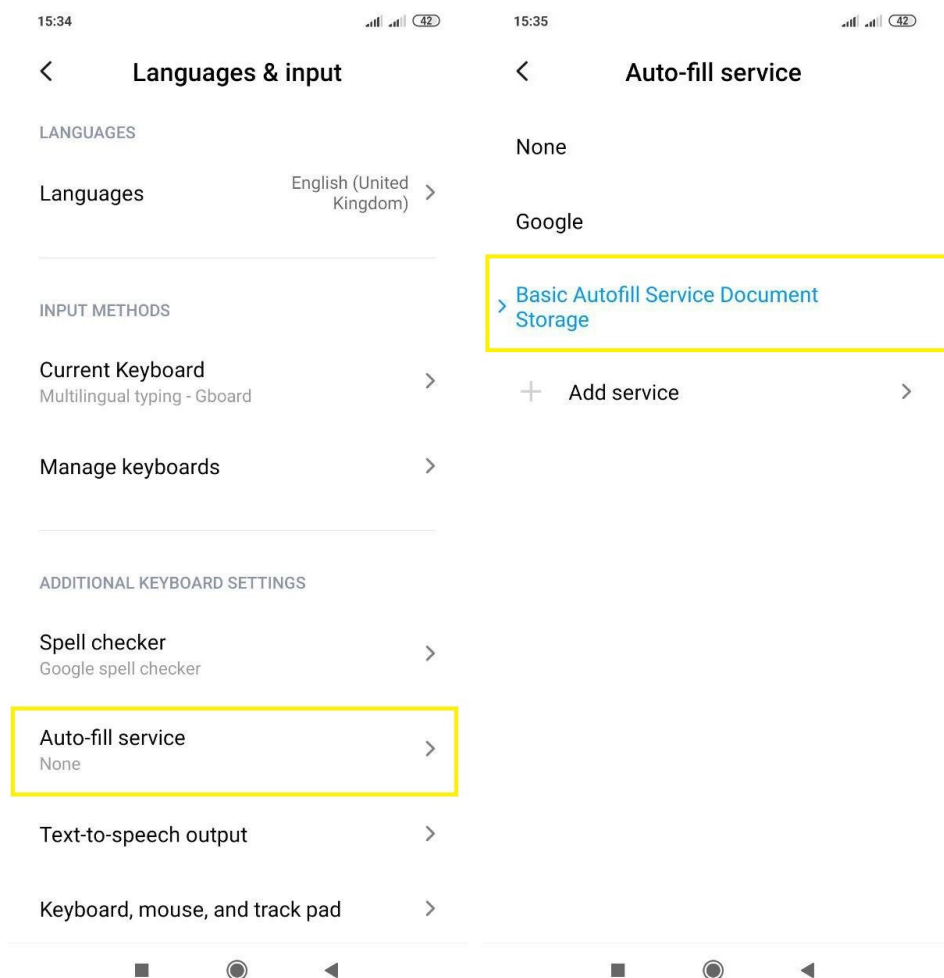 15:34
42
Languages & input
LANGUAGES
Languages
English (United
Kingdom)
INPUT METHODS
Current Keyboard
Multilingual typing - Gboard
Manage keyboards
ADDITIONAL KEYBOARD SETTINGS
Spell checker
Google spell checker
Auto-fill service
None
Text-to-speech output
Keyboard, mouse, and track pad
15:35
42
Auto-fill service
None
Google
Basic Autofill Service Document
Storage
Add service